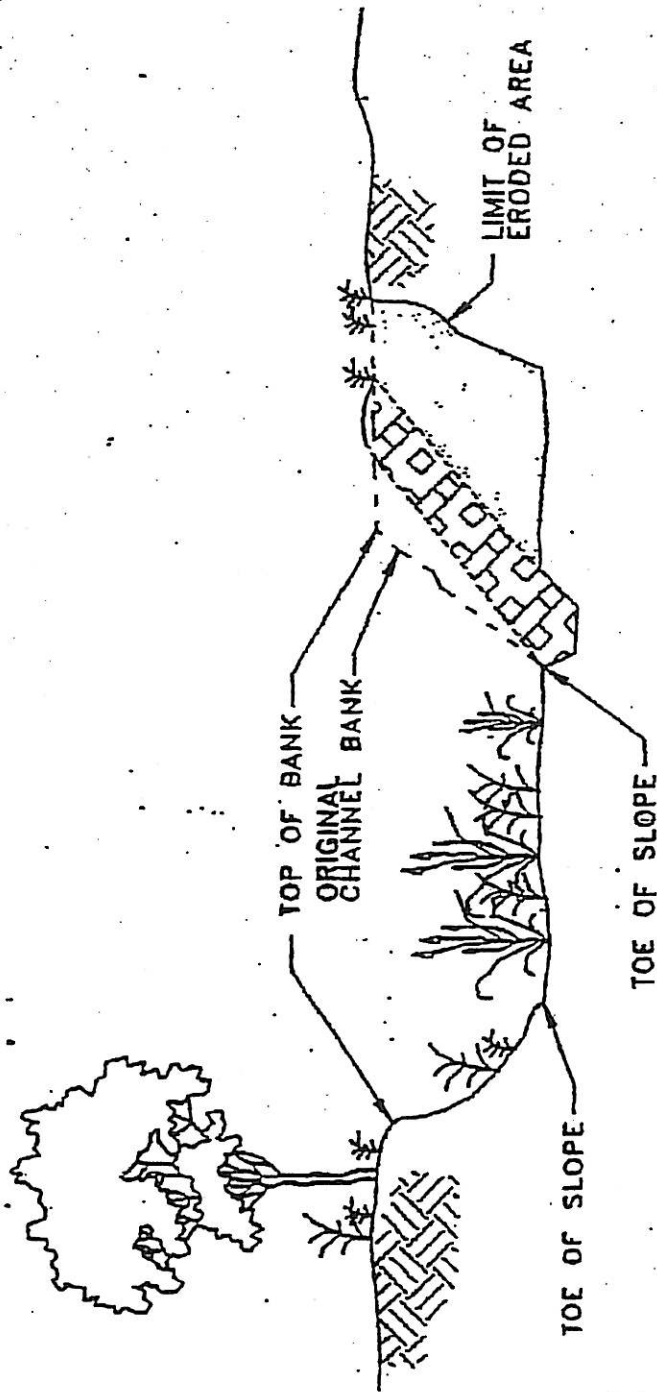 TOP OF BANK
ORIGINAL
CHANNEL BANK
LIMIT OF
ERODED AREA
TOE OF SLOPE
TOE OF SLOPE